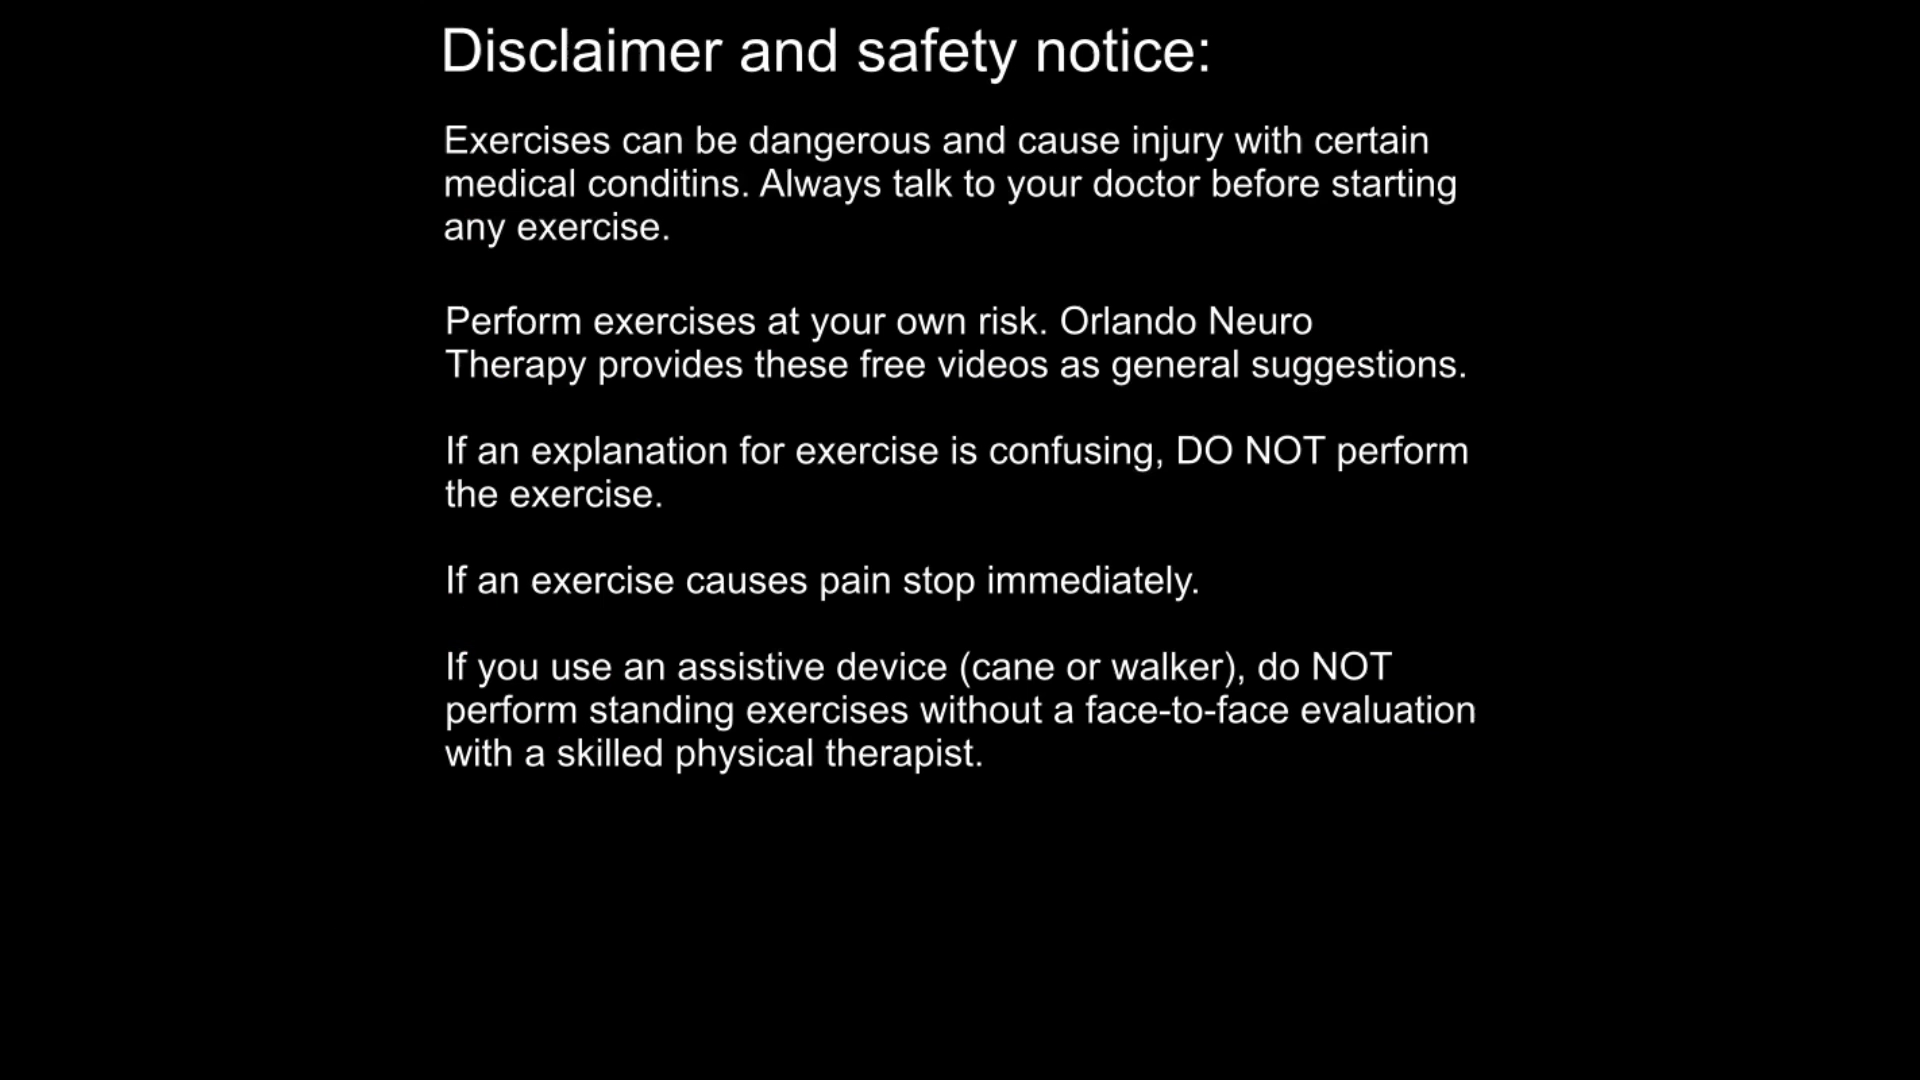 Disclaimer and safety notice:
Exercises can be dangerous and cause injury with certain
medical conditins. Always talk to your doctor before starting
any exercise.
Perform exercises at your own risk. Orlando Neuro
Therapy provides these free videos as general suggestions.
If an explanation for exercise is confusing, DO NOT perform
the exercise.
If an exercise causes pain stop immediately.
If you use an assistive device (cane or walker), do NOT
perform standing exercises without a face-to-face evaluation
with a skilled physical therapist.